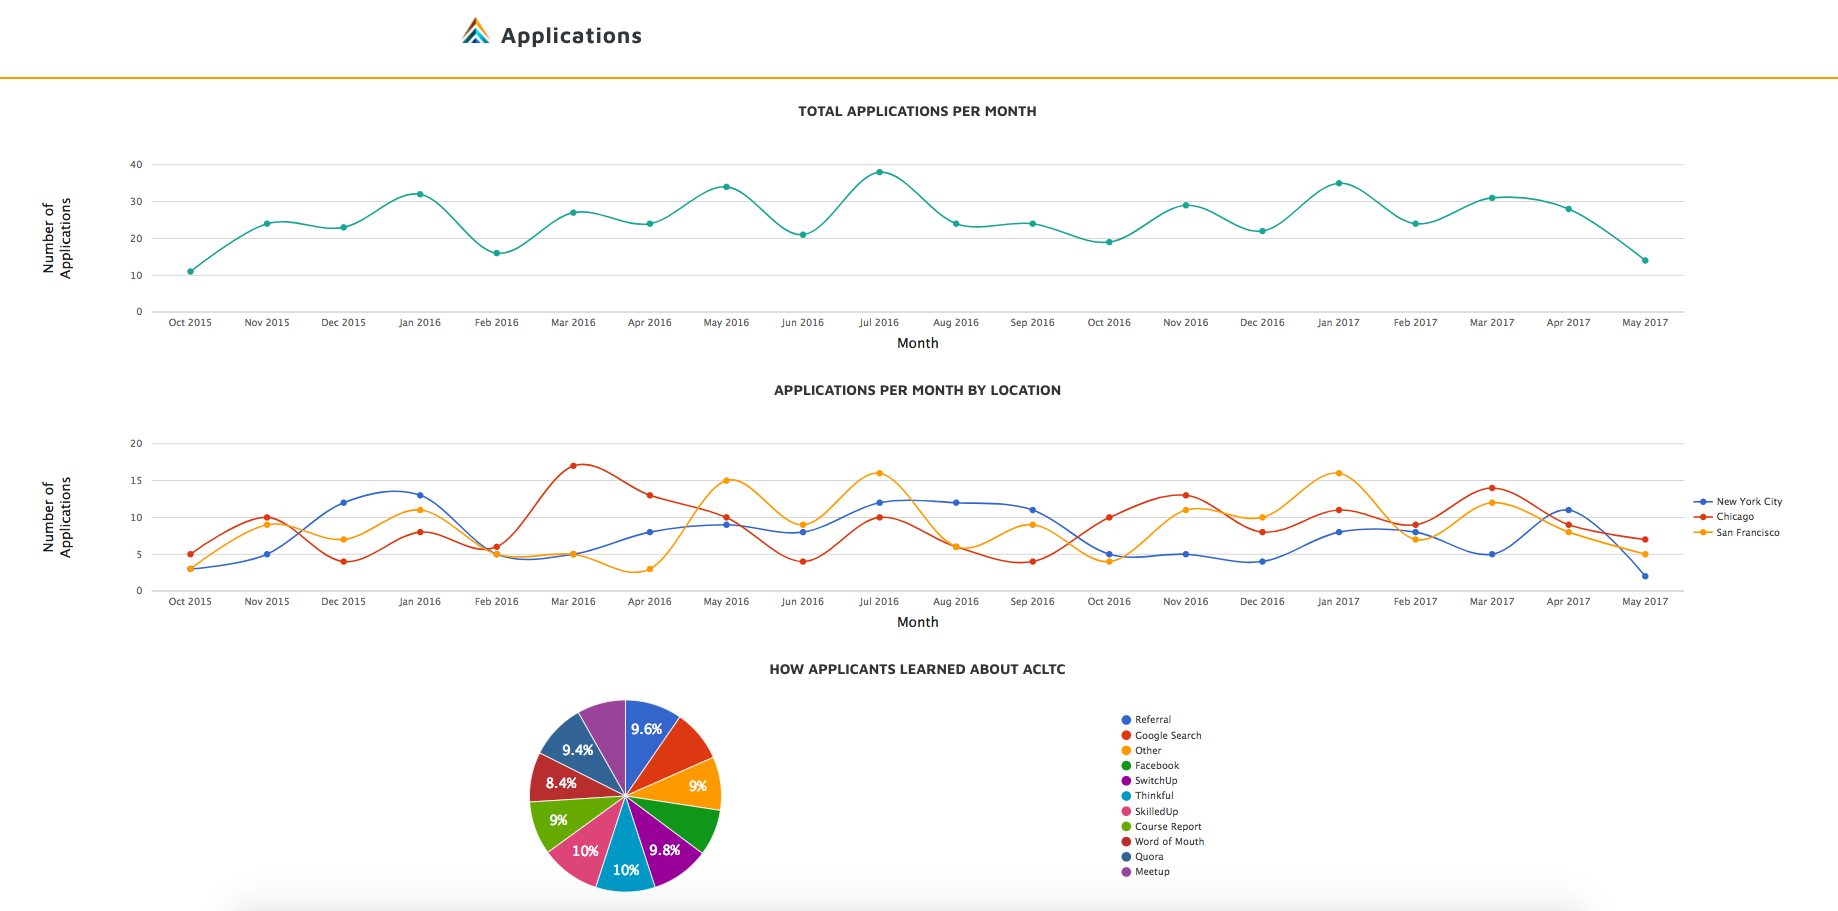 Applications
TOTAL APPLICATIONS PER MONTH
Number of
Applications
40
30
20
10
0
Oct 2015 Nov 2015 Dec 2015 Jan 2016 Feb 2016 Mar 2016 Apr 2016 May 2016 Jun 2016 Jul 2016 Aug 2016 Sep 2016 Oct 2016 Nov 2016 Dec 2016 Jan 2017 Feb 2017 Mar 2017 Apr 2017 May 2017
Month
APPLICATIONS PER MONTH BY LOCATION
Number of
Applications
20
15
10
5
0
New York City
Chicago
San Francisco
Oct 2015 Nov 2015 Dec 2015 Jan 2016 Feb 2016 Mar 2016 Apr 2016 May 2016 Jun 2016 Jul 2016 Aug 2016 Sep 2016 Oct 2016 Nov 2016 Dec 2016 Jan 2017 Feb 2017 Mar 2017 Apr 2017 May 2017
Month
HOW APPLICANTS LEARNED ABOUT ACLTC
9.6%
9%
9.8%
10%
10%
9%
8.4%
9.4%
Referral
Google Search
Other
Facebook
SwitchUp
Thinkful
SkilledUp
Course Report
Word of Mouth
Quora
Meetup